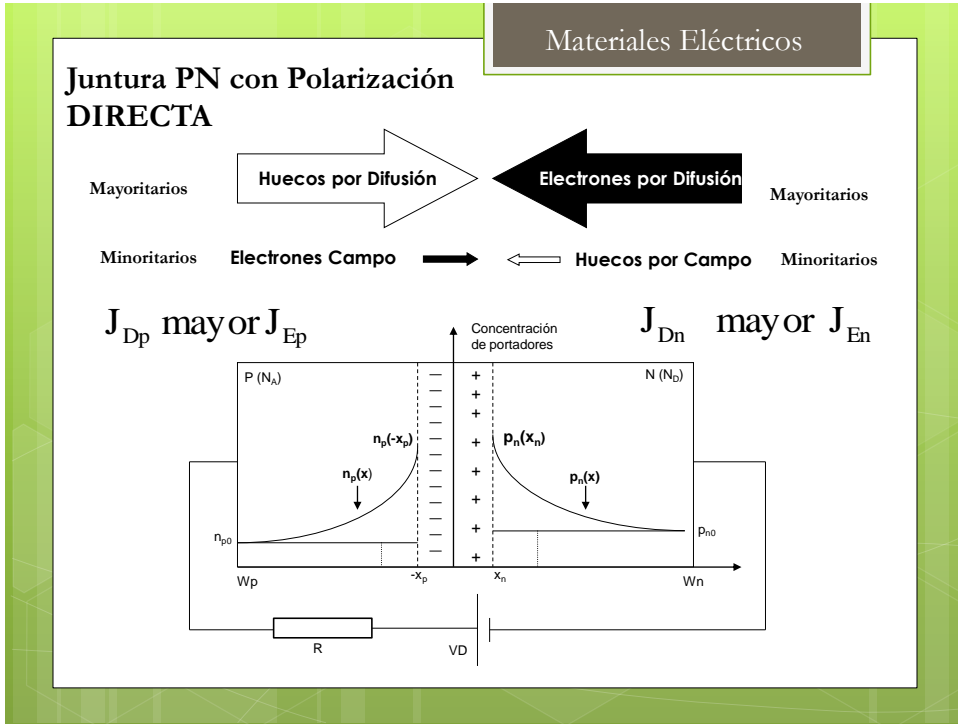 Materiales Eléctricos
Juntura PN con Polarización
DIRECTA
Mayoritarios
Huecos por Difusión
Electrones por Difusión
Mayoritarios
Minoritarios
Electrones Campo
Huecos por Campo
Minoritarios
J_Dp mayor J_Ep
J_Dn mayor J_En
Concentración
de portadores
P (N_A)
N (N_D)
n_p(-x_p)
p_n(x_n)
n_p(x)
p_n(x)
n_p0
p_n0
Wp
-x_p
x_n
Wn
R
VD